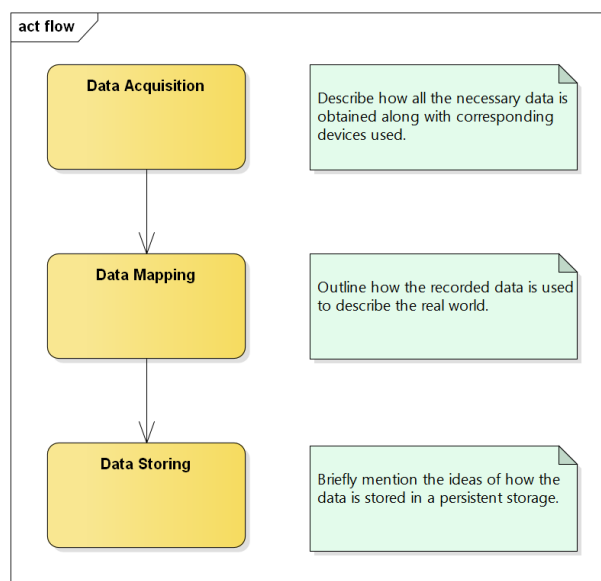 act flow
Data Acquisition
Describe how all the necessary data is
obtained along with corresponding
devices used.
Data Mapping
Outline how the recorded data is used
to describe the real world.
Data Storing
Briefly mention the ideas of how the
data is stored in a persistent storage.